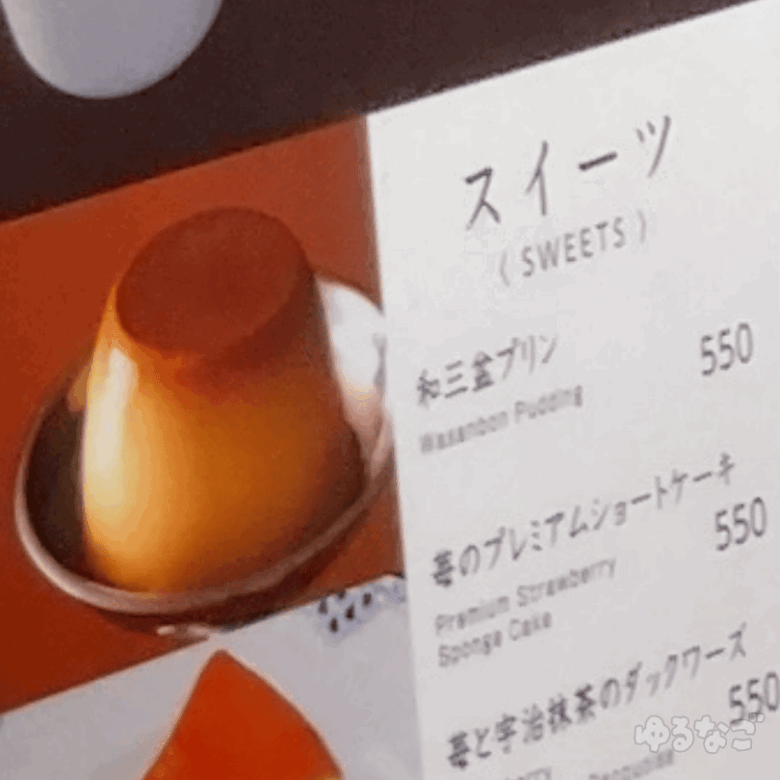 スイーツ
( SWEETS )
和三盆プリン 550
Wasanbon Pudding
苺のプレミアムショートケーキ
550
Premium Strawberry
Sponge Cake
苺と宇治抹茶のダックワーズ
550
ゆるなご